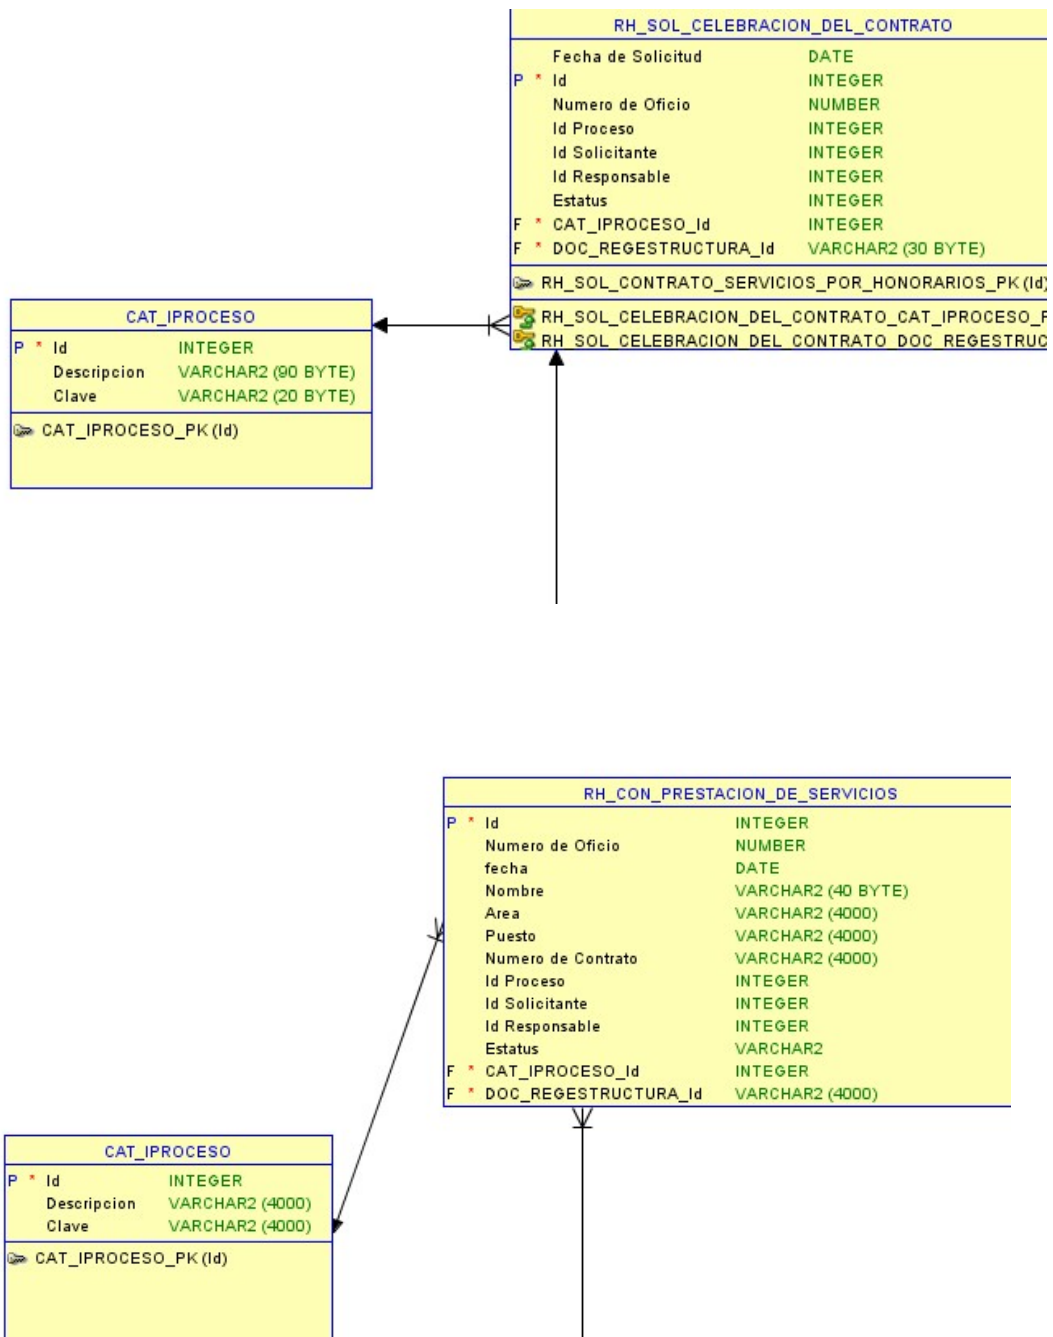 RH_SOL_CELEBRACION_DEL_CONTRATO
Fecha de Solicitud DATE
P * Id INTEGER
Numero de Oficio NUMBER
Id Proceso INTEGER
Id Solicitante INTEGER
Id Responsable INTEGER
Estatus INTEGER
F * CAT_IPROCESO_Id INTEGER
F * DOC_REGESTRUCTURA_Id VARCHAR2 (30 BYTE)
RH_SOL_CONTRATO_SERVICIOS_POR_HONORARIOS_PK (Id)
RH_SOL_CELEBRACION_DEL_CONTRATO_CAT_IPROCESO_F
RH_SOL_CELEBRACION_DEL_CONTRATO_DOC_REGESTRUC
CAT_IPROCESO
P * Id INTEGER
Descripcion VARCHAR2 (90 BYTE)
Clave VARCHAR2 (20 BYTE)
CAT_IPROCESO_PK (Id)
RH_CON_PRESTACION_DE_SERVICIOS
P * Id INTEGER
Numero de Oficio NUMBER
fecha DATE
Nombre VARCHAR2 (40 BYTE)
Area VARCHAR2 (4000)
Puesto VARCHAR2 (4000)
Numero de Contrato VARCHAR2 (4000)
Id Proceso INTEGER
Id Solicitante INTEGER
Id Responsable INTEGER
Estatus VARCHAR2
F * CAT_IPROCESO_Id INTEGER
F * DOC_REGESTRUCTURA_Id VARCHAR2 (4000)
CAT_IPROCESO
P * Id INTEGER
Descripcion VARCHAR2 (4000)
Clave VARCHAR2 (4000)
CAT_IPROCESO_PK (Id)